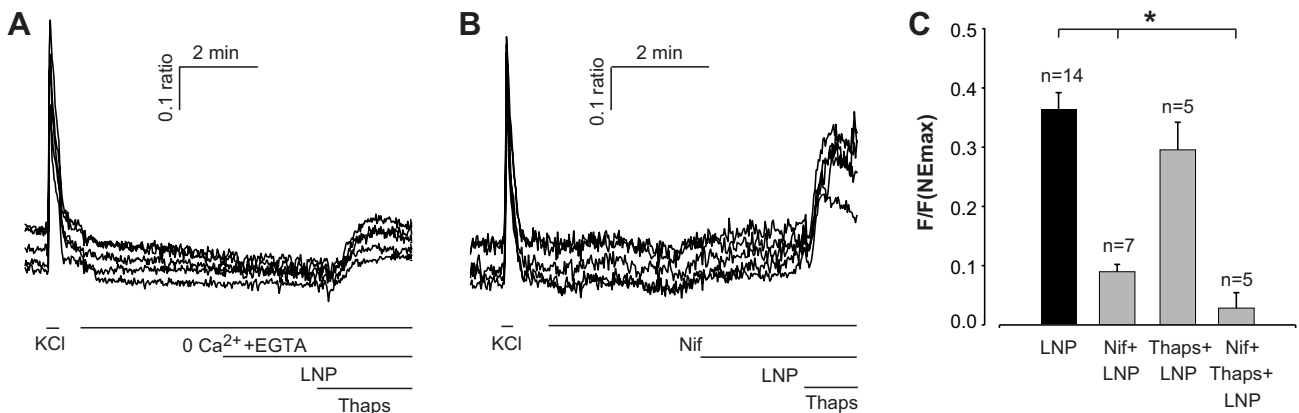 A
2 min
0.1 ratio
KCl
0 Ca2+ +EGTA
LNP
Thaps
B
2 min
0.1 ratio
KCl
Nif
LNP
Thaps
C
*
F/F(NEmax)
0.5
0.4
0.3
0.2
0.1
0.0
n=14
n=7
n=5
n=5
LNP
Nif+
LNP
Thaps+
LNP
Nif+
Thaps+
LNP